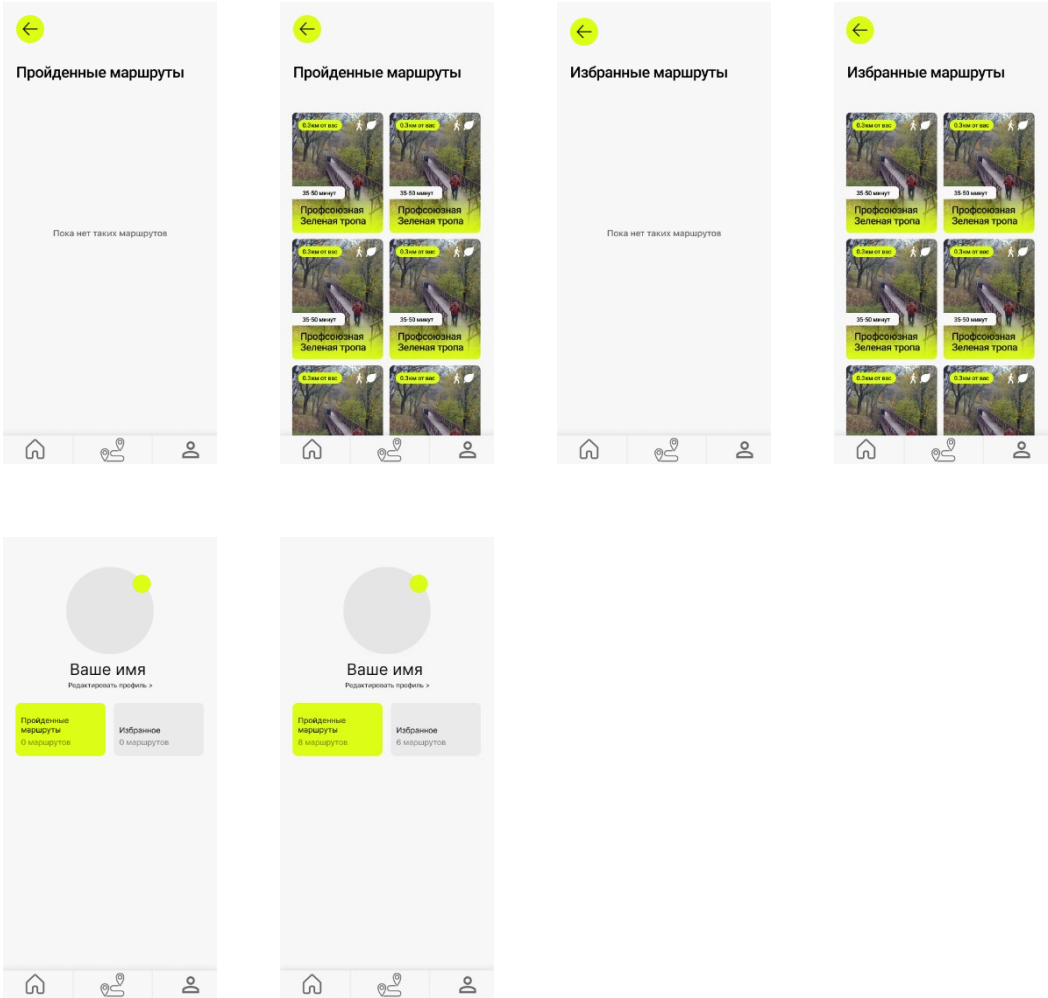 Пройденные маршруты
Пока нет таких маршрутов
Пройденные маршруты
0.3км от вас
0.3км от вас
35-50 минут
35-50 минут
Профсоюзная
Зеленая тропа
Профсоюзная
Зеленая тропа
0.3км от вас
0.3км от вас
35-50 минут
35-50 минут
Профсоюзная
Зеленая тропа
Профсоюзная
Зеленая тропа
0.3км от вас
0.3км от вас
Избранные маршруты
Пока нет таких маршрутов
Избранные маршруты
0.3км от вас
0.3км от вас
35-50 минут
35-50 минут
Профсоюзная
Зеленая тропа
Профсоюзная
Зеленая тропа
0.3км от вас
0.3км от вас
35-50 минут
35-50 минут
Профсоюзная
Зеленая тропа
Профсоюзная
Зеленая тропа
0.3км от вас
0.3км от вас
Ваше имя
Редактировать профиль >
Пройденные
маршруты
0 маршрутов
Избранное
0 маршрутов
Ваше имя
Редактировать профиль >
Пройденные
маршруты
8 маршрутов
Избранное
6 маршрутов